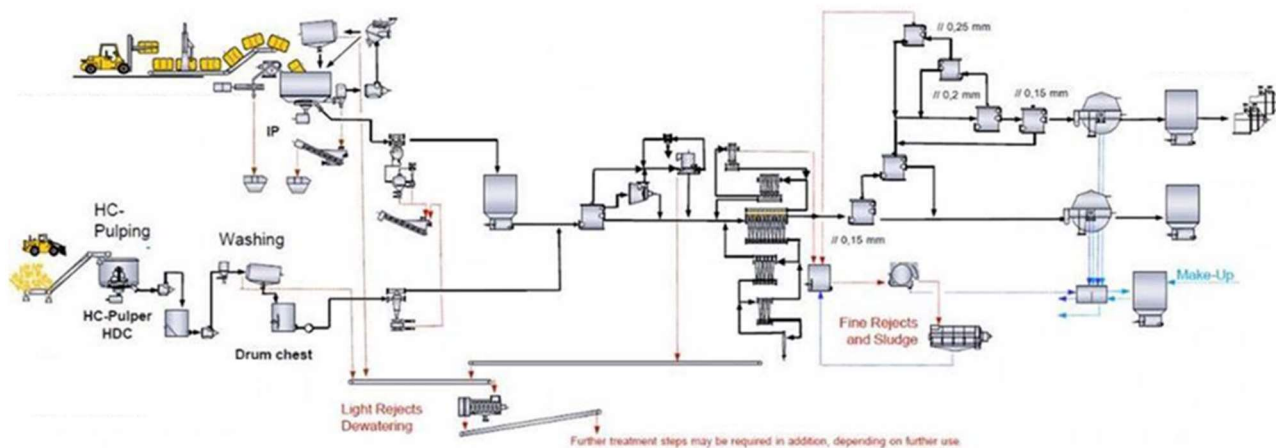 // 0,25 mm
// 0,2 mm
// 0,15 mm
IP
HC-
Pulping
Washing
// 0,15 mm
Make-Up
HC-Pulper
HDC
Drum chest
Fine Rejects
and Sludge
Light Rejects
Dewatering
Further treatment steps may be required in addition, depending on further use